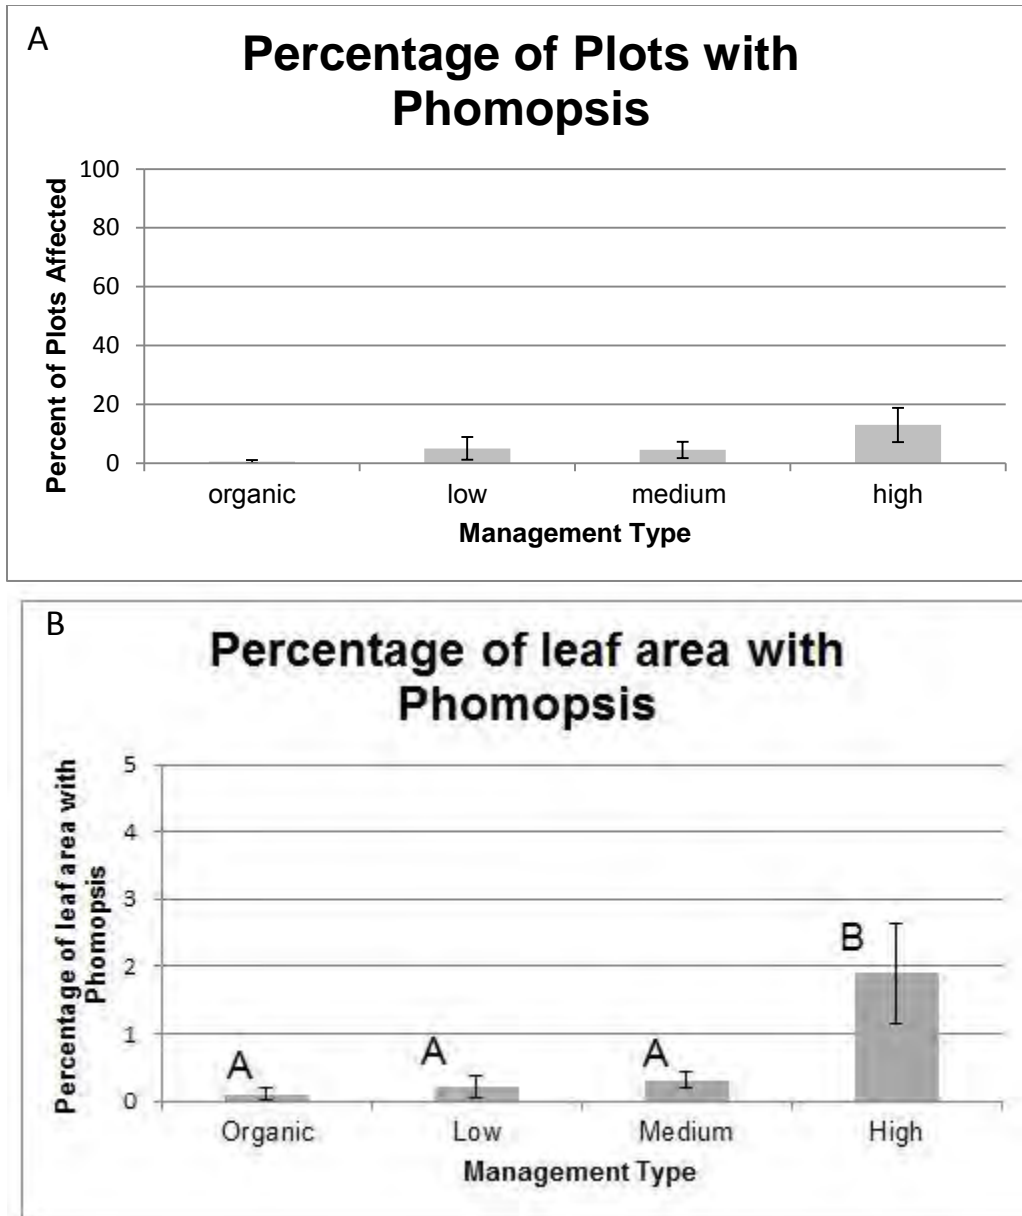 A
Percentage of Plots with
Phomopsis
Percent of Plots Affected
100
80
60
40
20
0
organic low medium high
Management Type
B
Percentage of leaf area with
Phomopsis
Percentage of leaf area with
Phomopsis
5
4
3
2
1
0
A A A B
Organic Low Medium High
Management Type